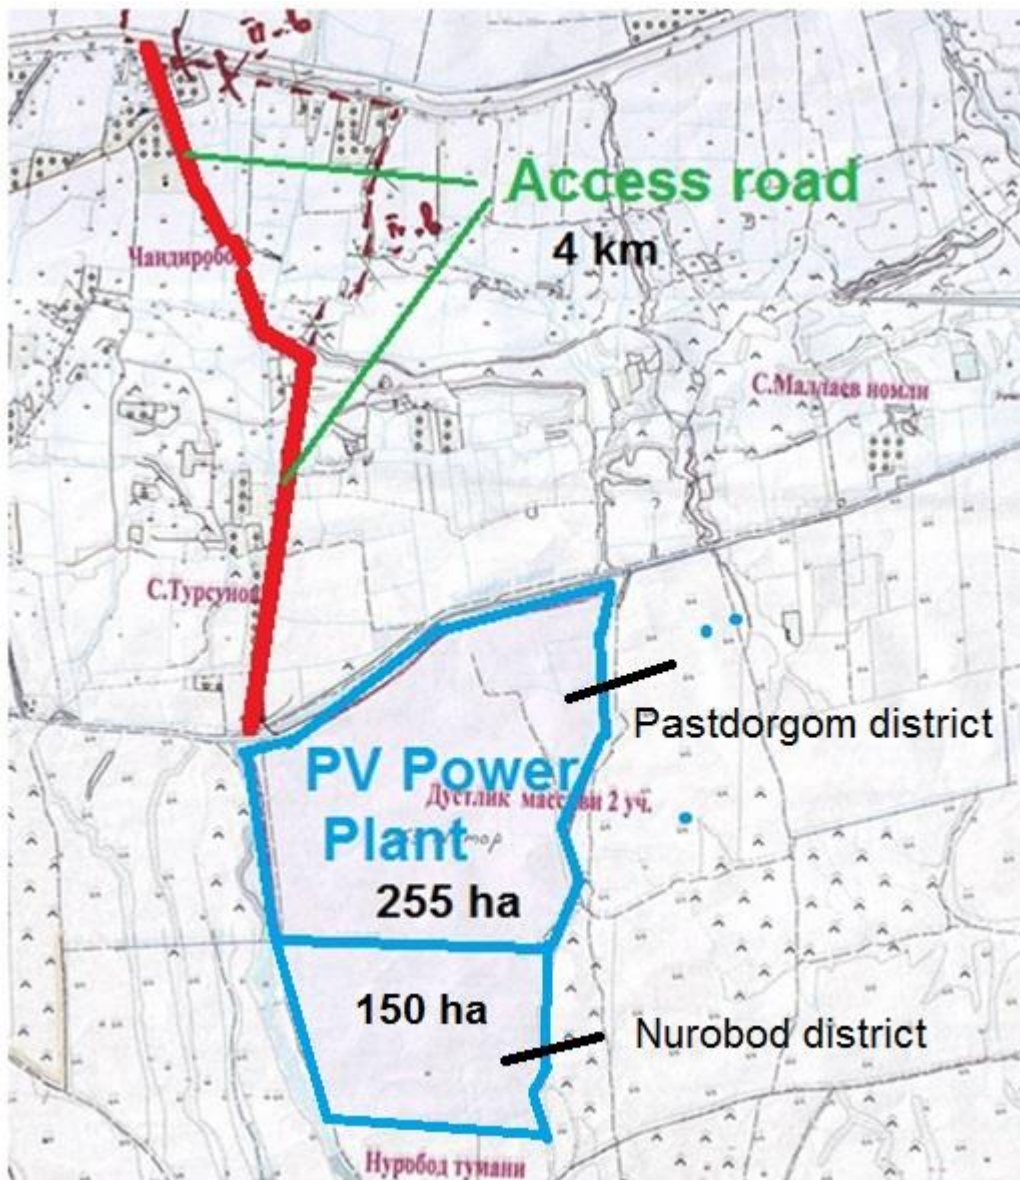 Access road
4 km
Чандиробо
С.Маллаев номли
С.Турсунов
Pastdorgom district
PV Power
Дустлик массиви 2 уч.
Plant
255 ha
150 ha
Nurobod district
Нуробод тумани